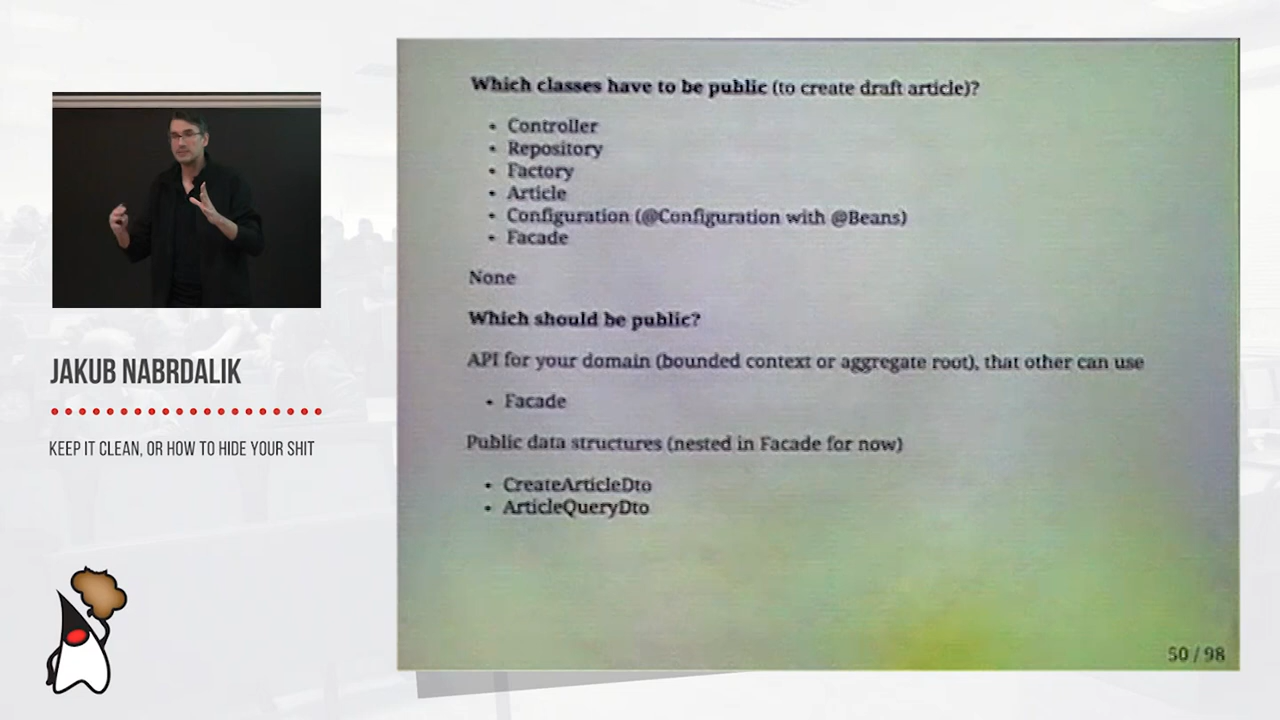 Which classes have to be public (to create draft article)?
• Controller
• Repository
• Factory
• Article
• Configuration (@Configuration with @Beans)
• Facade
None
Which should be public?
API for your domain (bounded context or aggregate root), that other can use
• Facade
Public data structures (nested in Facade for now)
• CreateArticleDto
• ArticleQueryDto
50 / 98
JAKUB NABRDALIK
KEEP IT CLEAN, OR HOW TO HIDE YOUR SHIT